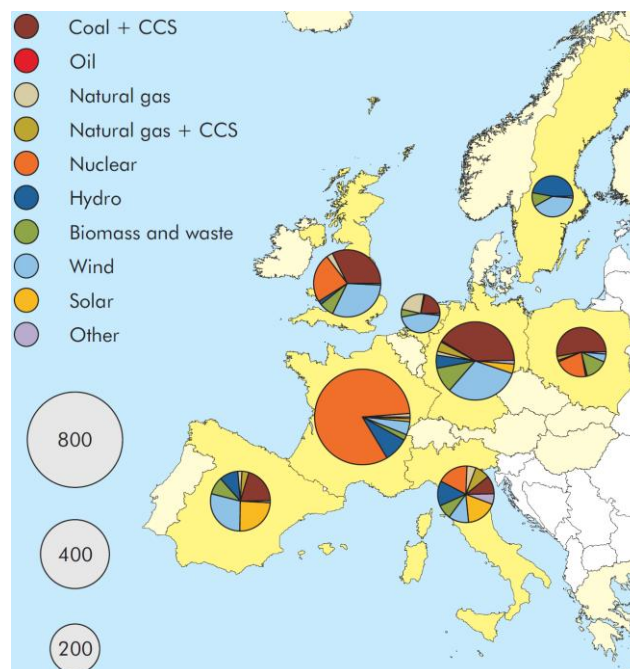 Coal + CCS
Oil
Natural gas
Natural gas + CCS
Nuclear
Hydro
Biomass and waste
Wind
Solar
Other
800
400
200